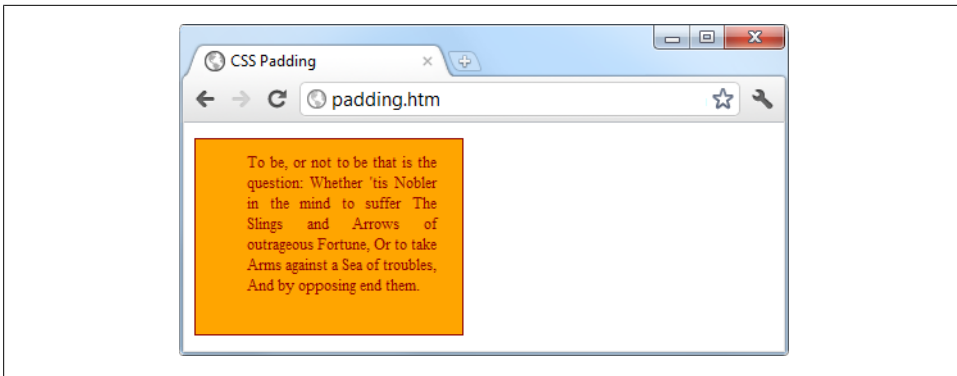 CSS Padding
padding.htm
To be, or not to be that is the
question: Whether 'tis Nobler
in the mind to suffer The
Slings and Arrows of
outrageous Fortune, Or to take
Arms against a Sea of troubles,
And by opposing end them.